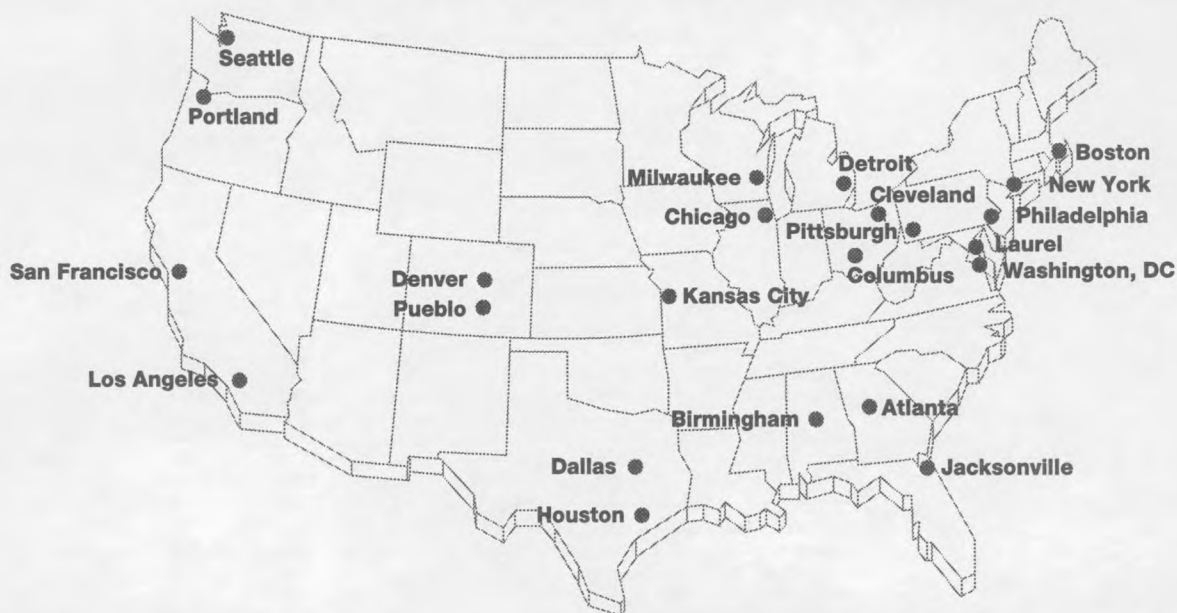 Seattle
Portland
Boston
Detroit
Milwaukee
New York
Cleveland
Chicago
Philadelphia
Pittsburgh
Laurel
San Francisco
Washington, DC
Denver
Columbus
Kansas City
Pueblo
Los Angeles
Atlanta
Birmingham
Dallas
Jacksonville
Houston